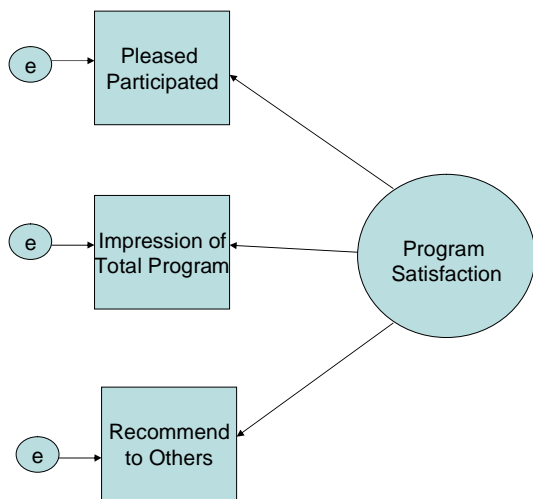 e
Pleased
Participated
e
Impression of
Total Program
Program
Satisfaction
e
Recommend
to Others